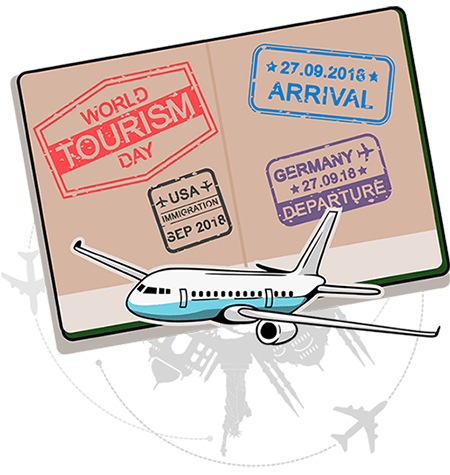 WORLD
TOURISM
DAY
USA
IMMIGRATION
SEP 2018
27.09.2018
ARRIVAL
GERMANY
27.09.18
DEPARTURE